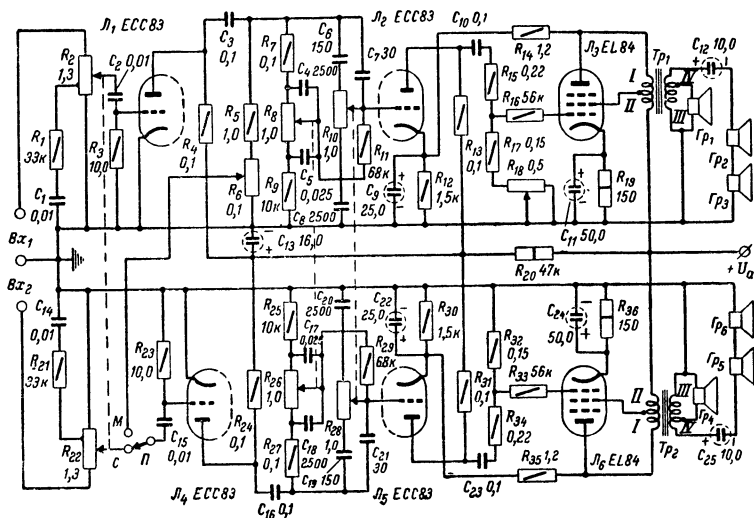 Л₁ ECC83
C₃
0,1
R₇
0,1
C₆
150
Л₂ ECC83
C₁₀ 0,1
R₁₄ 1,2
Л₃ EL84
Тр₁
C₁₂ 10,0
R₂
1,3
C₂
0,01
C₄ 2500
C₇ 30
R₁₅ 0,22
I
II
IV
III
Гр₁
R₁
33к
R₃
10,0
R₄
0,1
R₅
1,0
R₈
1,0
R₁₀
1,0
R₁₁
68к
R₁₃
0,1
R₁₆ 56к
R₁₇ 0,15
R₁₈ 0,5
Гр₂
Гр₃
C₁
0,01
R₆
0,1
R₉
10к
C₅
0,025
C₈ 2500
C₉
25,0
R₁₂
1,5к
C₁₁ 50,0
R₁₉
150
Вх₁
C₁₃ 16,0
R₂₀ 47к
+Uа
Вх₂
C₁₄
0,01
R₂₁
33к
R₂₃
10,0
R₂₅
10к
C₂₀
2500
C₁₇
0,025
C₂₂
25,0
R₂₉
68к
R₃₀
1,5к
R₃₂
0,15
C₂₄
50,0
R₃₆
150
Гр₆
Гр₅
R₃₃ 56к
R₂₂
1,3
М
С
П
C₁₅
0,01
R₂₄
0,1
R₂₆
1,0
R₂₇
0,1
C₁₈
2500
R₂₈
1,0
C₁₉ 150
C₂₁
30
R₃₁
0,1
R₃₄
0,22
II
I
III
IV
Гр₄
Л₄ ECC83
C₁₆ 0,1
Л₅ ECC83
C₂₃ 0,1
R₃₅ 1,2
Л₆ EL84
Тр₂
C₂₅ 10,0